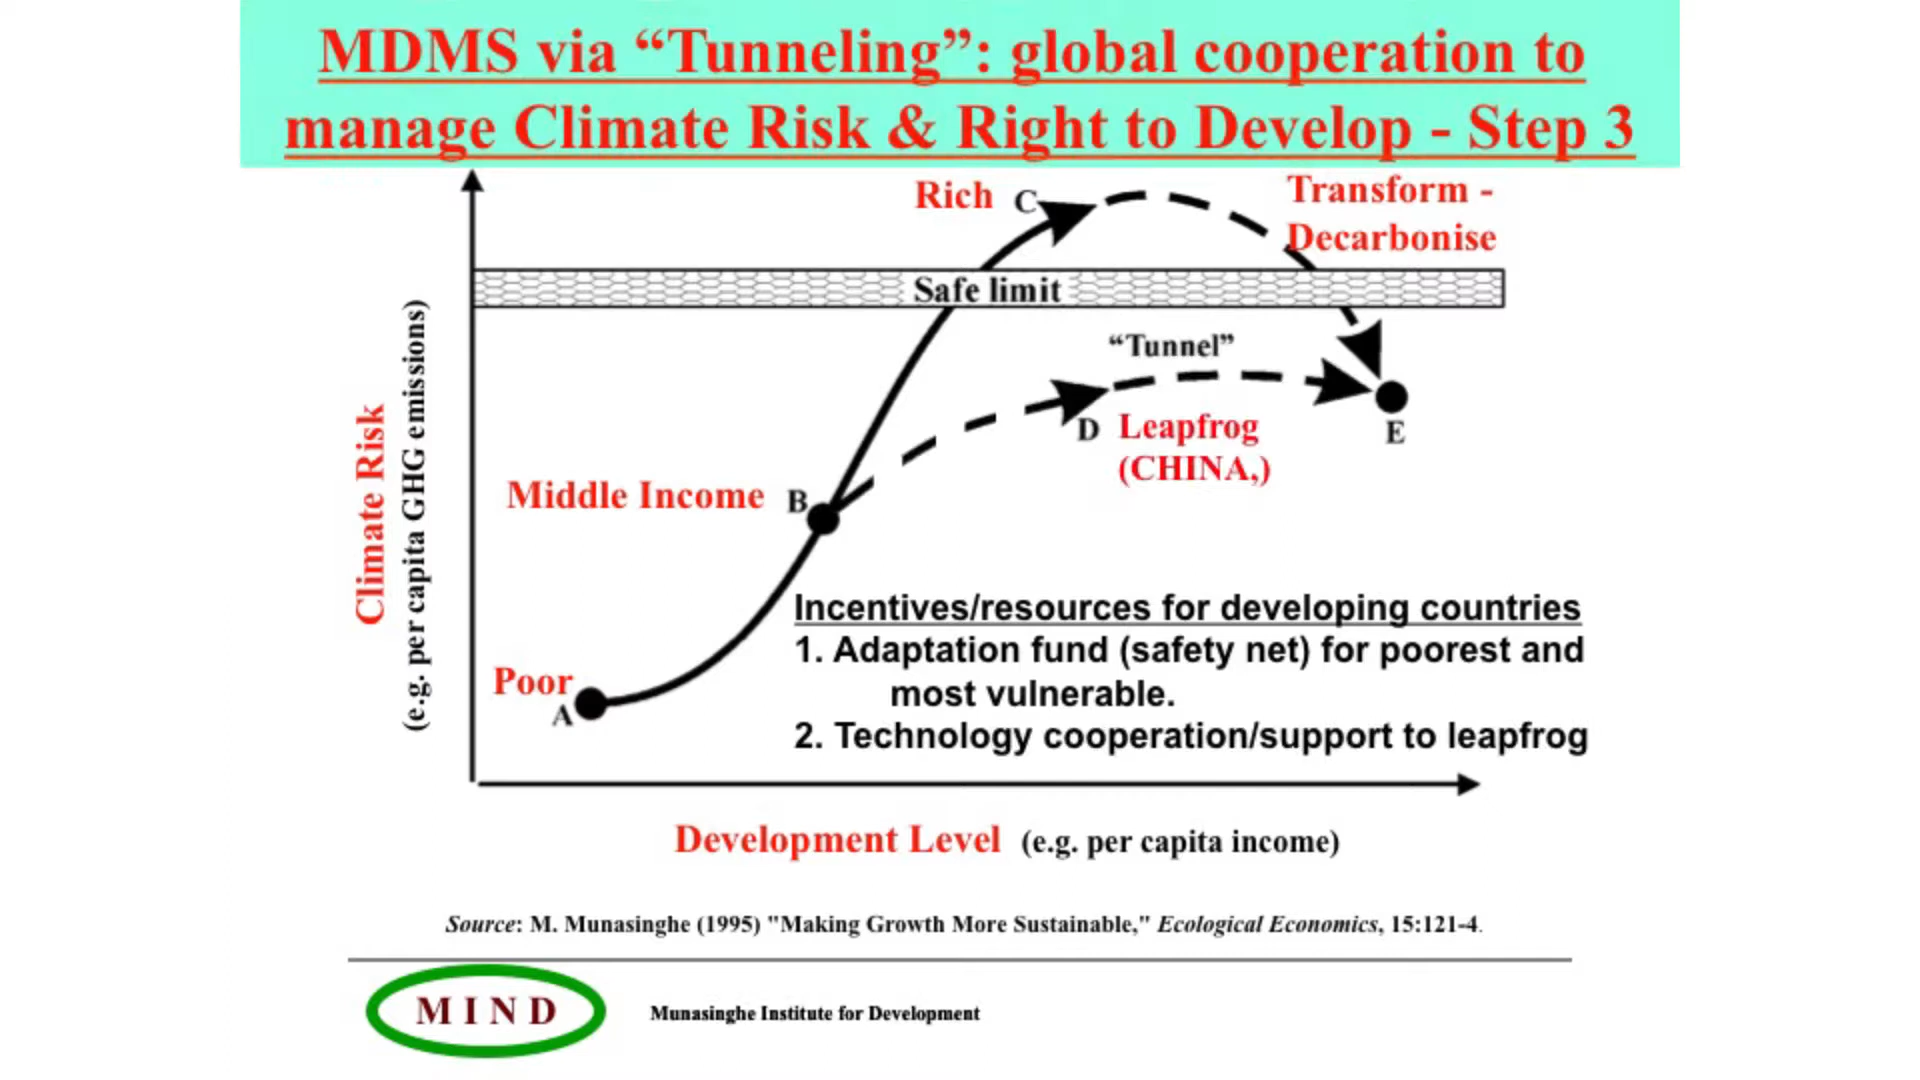 MDMS via “Tunneling”: global cooperation to
manage Climate Risk & Right to Develop - Step 3
Rich C
Transform -
Decarbonise
Safe limit
“Tunnel”
D Leapfrog
(CHINA,)
E
Middle Income B
Poor
A
Climate Risk
(e.g. per capita GHG emissions)
Incentives/resources for developing countries
1. Adaptation fund (safety net) for poorest and
most vulnerable.
2. Technology cooperation/support to leapfrog
Development Level (e.g. per capita income)
Source: M. Munasinghe (1995) "Making Growth More Sustainable," Ecological Economics, 15:121-4.
M I N D
Munasinghe Institute for Development